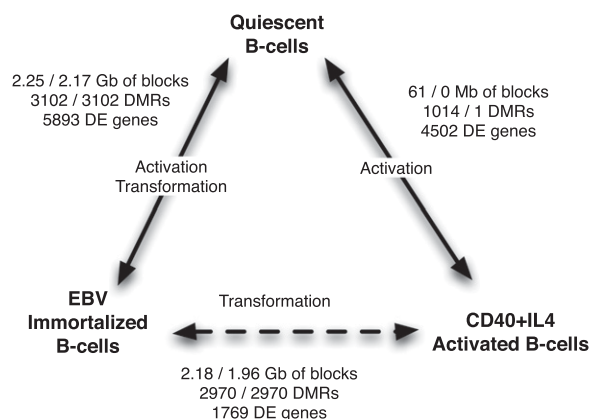 Quiescent
B-cells
2.25 / 2.17 Gb of blocks
3102 / 3102 DMRs
5893 DE genes
61 / 0 Mb of blocks
1014 / 1 DMRs
4502 DE genes
Activation
Transformation
Activation
EBV
Immortalized
B-cells
Transformation
CD40+IL4
Activated B-cells
2.18 / 1.96 Gb of blocks
2970 / 2970 DMRs
1769 DE genes